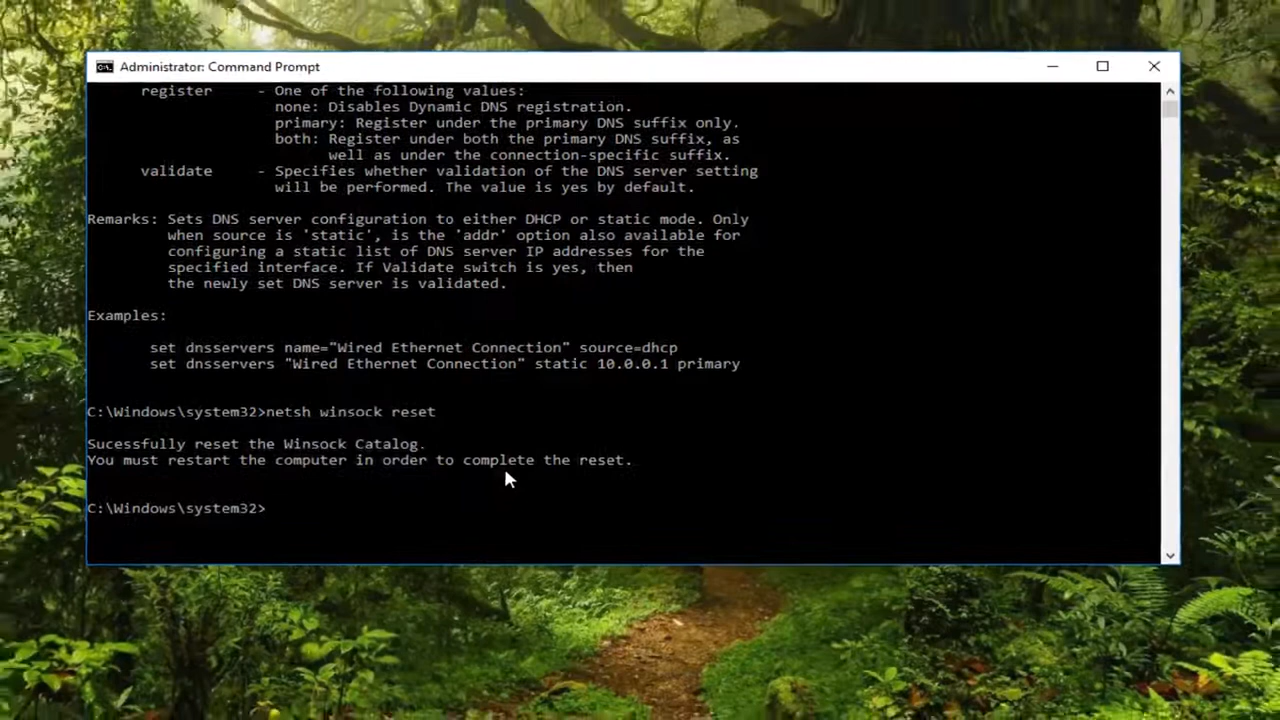 Administrator: Command Prompt
register - One of the following values:
none: Disables Dynamic DNS registration.
primary: Register under the primary DNS suffix only.
both: Register under both the primary DNS suffix, as
well as under the connection-specific suffix.
validate - Specifies whether validation of the DNS server setting
will be performed. The value is yes by default.
Remarks: Sets DNS server configuration to either DHCP or static mode. Only
when source is 'static', is the 'addr' option also available for
configuring a static list of DNS server IP addresses for the
specified interface. If Validate switch is yes, then
the newly set DNS server is validated.
Examples:
set dnsservers name="Wired Ethernet Connection" source=dhcp
set dnsservers "Wired Ethernet Connection" static 10.0.0.1 primary
C:\Windows\system32>netsh winsock reset
Sucessfully reset the Winsock Catalog.
You must restart the computer in order to complete the reset.
C:\Windows\system32>